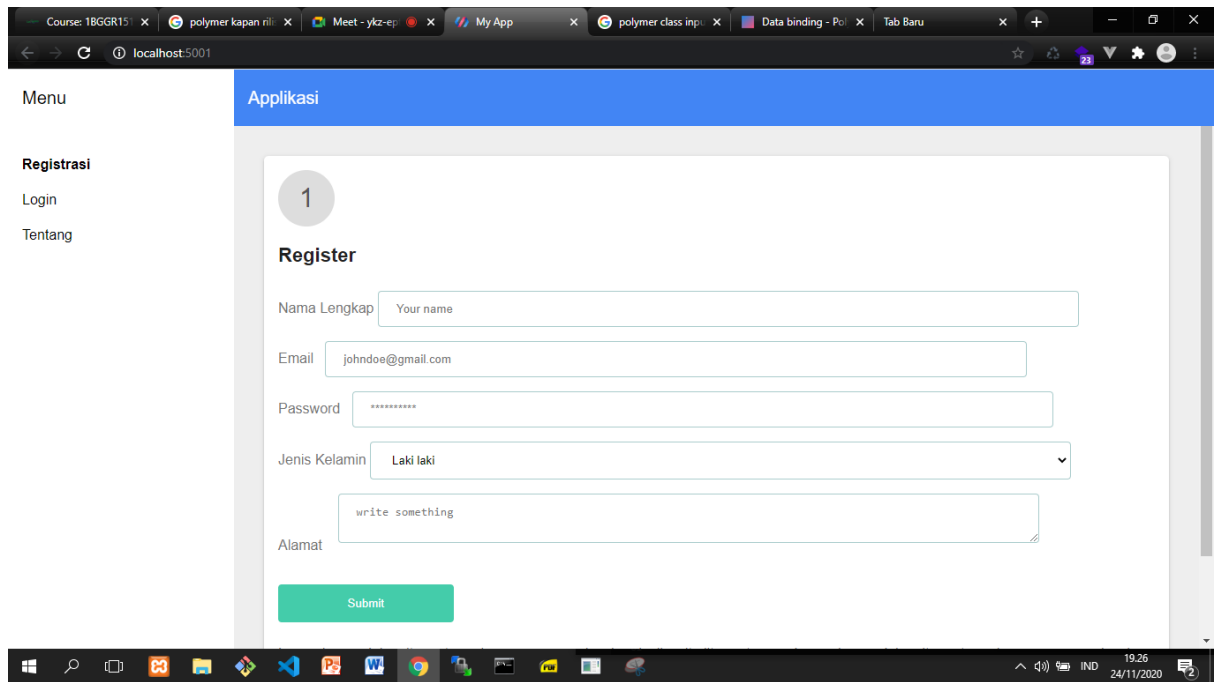 Course: 1BGGR151
polymer kapan rili
Meet - ykz-ep
My App
polymer class inpu
Data binding - Pol
Tab Baru
localhost:5001
23
Menu
Applikasi
Registrasi
Login
Tentang
1
Register
Nama Lengkap Your name
Email johndoe@gmail.com
Password **********
Jenis Kelamin Laki laki
write something
Alamat
Submit
IND
19.26
24/11/2020
2